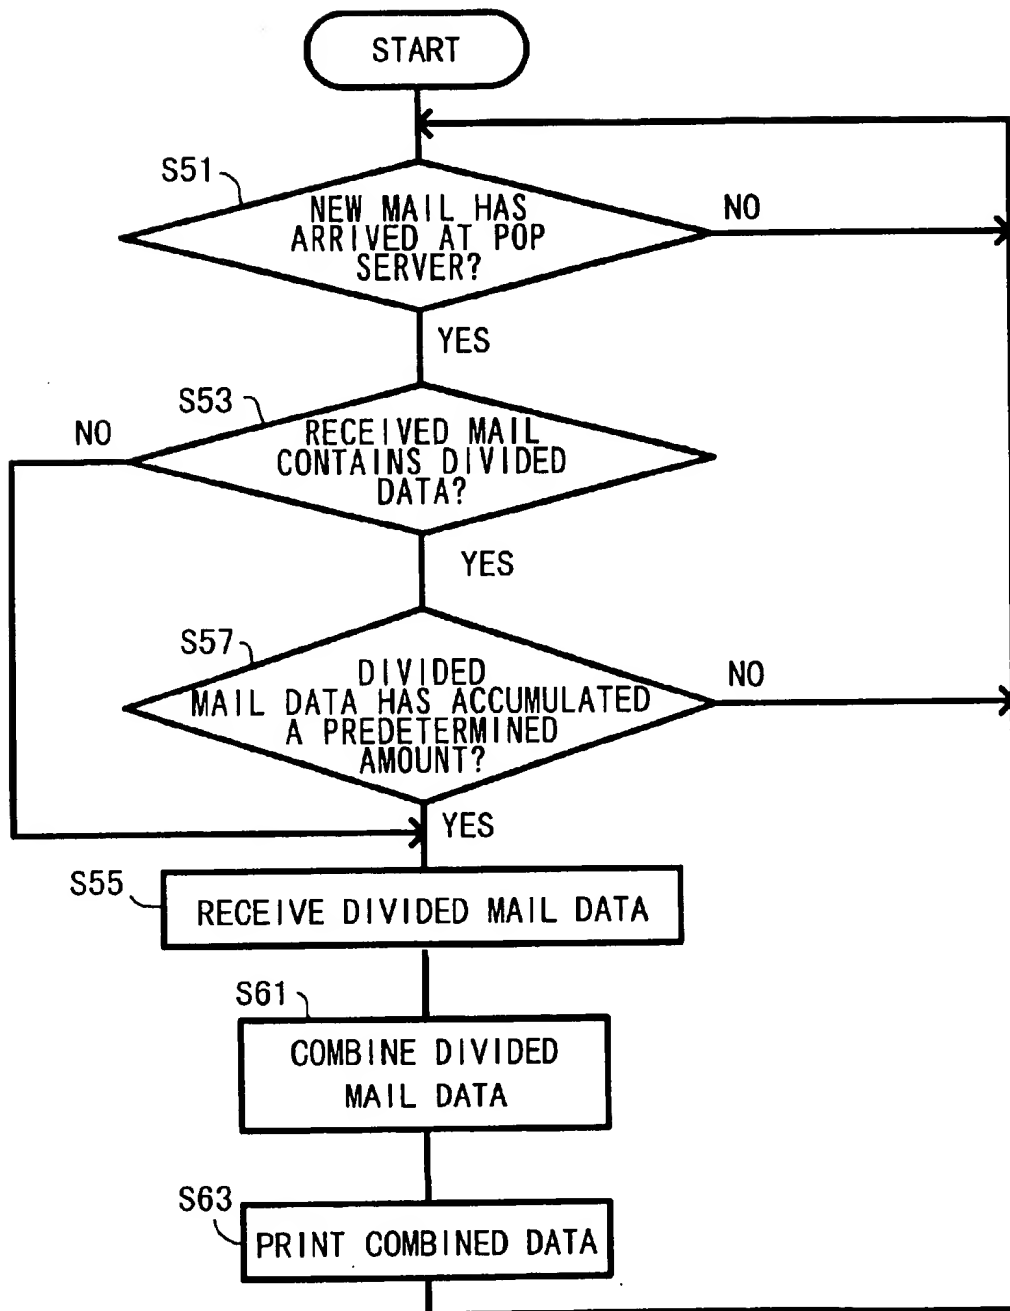 START
S51
NEW MAIL HAS
ARRIVED AT POP
SERVER?
NO
YES
S53
NO
RECEIVED MAIL
CONTAINS DIVIDED
DATA?
YES
S57
DIVIDED
MAIL DATA HAS ACCUMULATED
A PREDETERMINED
AMOUNT?
NO
YES
S55
RECEIVE DIVIDED MAIL DATA
S61
COMBINE DIVIDED
MAIL DATA
S63
PRINT COMBINED DATA